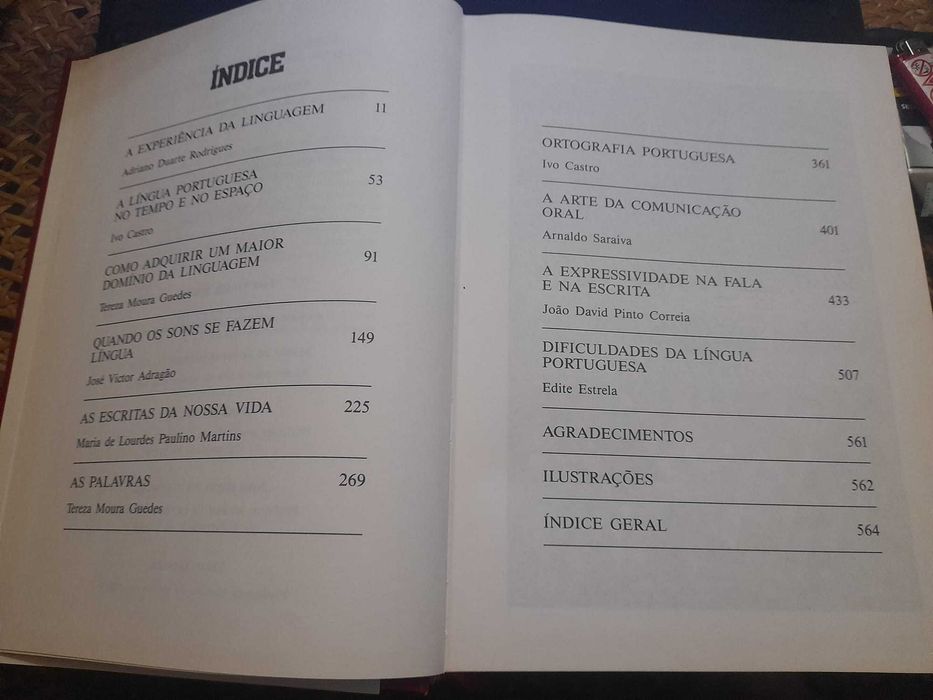 ÍNDICE
A EXPERIÊNCIA DA LINGUAGEM 11
Adriano Duarte Rodrigues
A LÍNGUA PORTUGUESA
NO TEMPO E NO ESPAÇO 53
Ivo Castro
COMO ADQUIRIR UM MAIOR
DOMÍNIO DA LINGUAGEM 91
Tereza Moura Guedes
QUANDO OS SONS SE FAZEM
LÍNGUA 149
José Victor Adragão
AS ESCRITAS DA NOSSA VIDA 225
Maria de Lourdes Paulino Martins
AS PALAVRAS 269
Tereza Moura Guedes
ORTOGRAFIA PORTUGUESA 361
Ivo Castro
A ARTE DA COMUNICAÇÃO
ORAL 401
Arnaldo Saraiva
A EXPRESSIVIDADE NA FALA
E NA ESCRITA 433
João David Pinto Correia
DIFICULDADES DA LÍNGUA
PORTUGUESA 507
Edite Estrela
AGRADECIMENTOS 561
ILUSTRAÇÕES 562
ÍNDICE GERAL 564